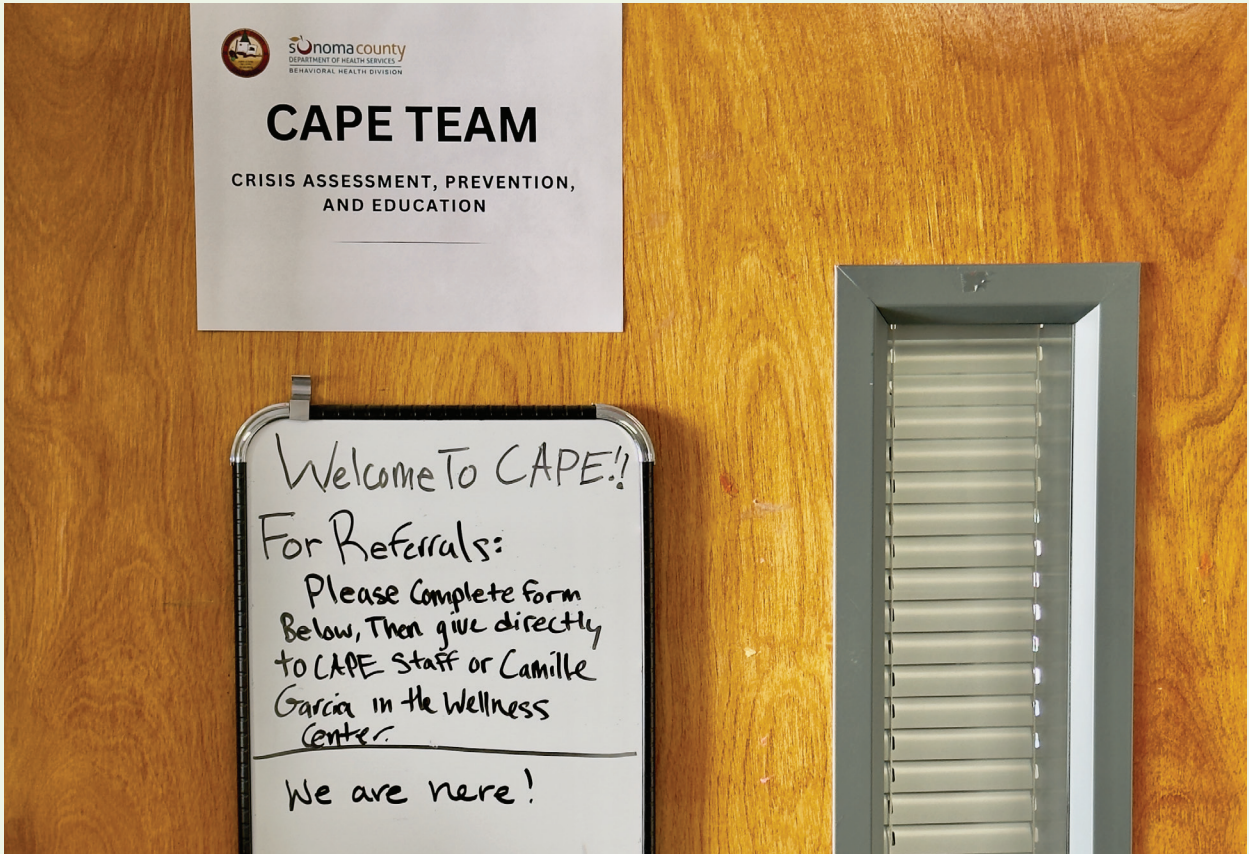 sonoma county
DEPARTMENT OF HEALTH SERVICES
BEHAVIORAL HEALTH DIVISION
CAPE TEAM
CRISIS ASSESSMENT, PREVENTION,
AND EDUCATION
Welcome To CAPE!!
For Referrals:
Please Complete form
Below, Then give directly
to CAPE Staff or Camille
Garcia in the Wellness
Center.
We are here!